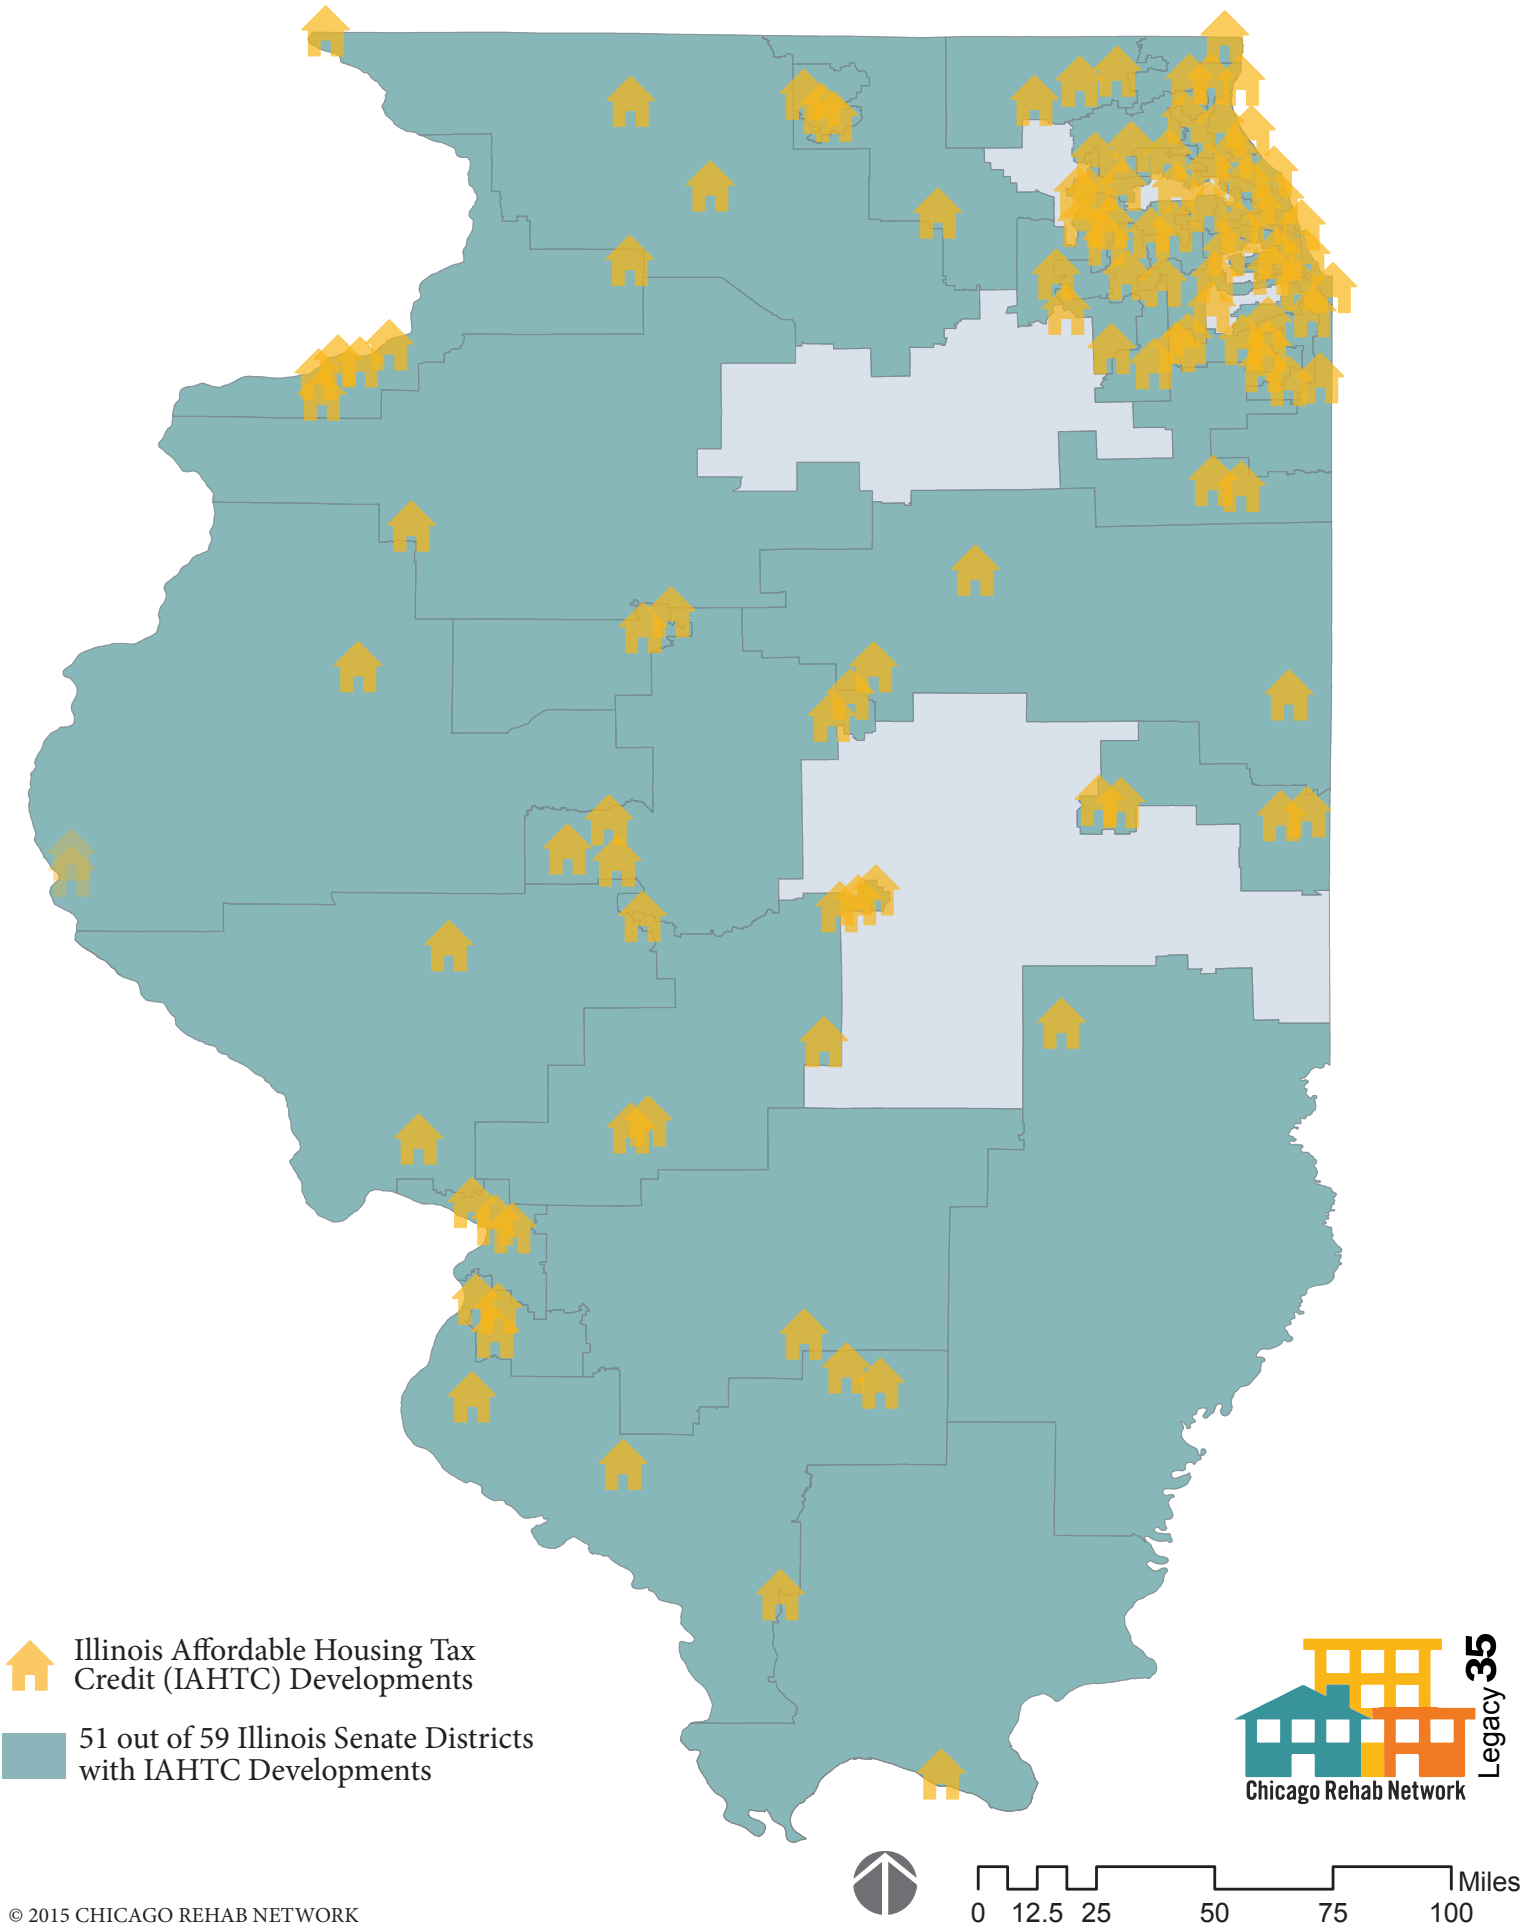 Illinois Affordable Housing Tax
Credit (IAHTC) Developments
51 out of 59 Illinois Senate Districts
with IAHTC Developments
Legacy 35
Chicago Rehab Network
Miles
0 12.5 25 50 75 100
© 2015 CHICAGO REHAB NETWORK